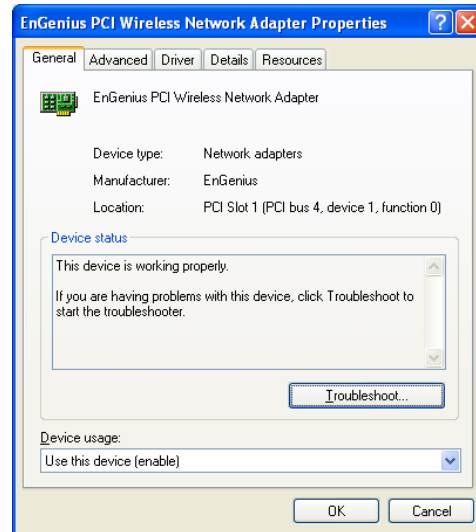 EnGenius PCI Wireless Network Adapter Properties
General Advanced Driver Details Resources
EnGenius PCI Wireless Network Adapter
Device type: Network adapters
Manufacturer: EnGenius
Location: PCI Slot 1 (PCI bus 4, device 1, function 0)
Device status
This device is working properly.
If you are having problems with this device, click Troubleshoot to
start the troubleshooter.
Troubleshoot...
Device usage:
Use this device (enable)
OK Cancel